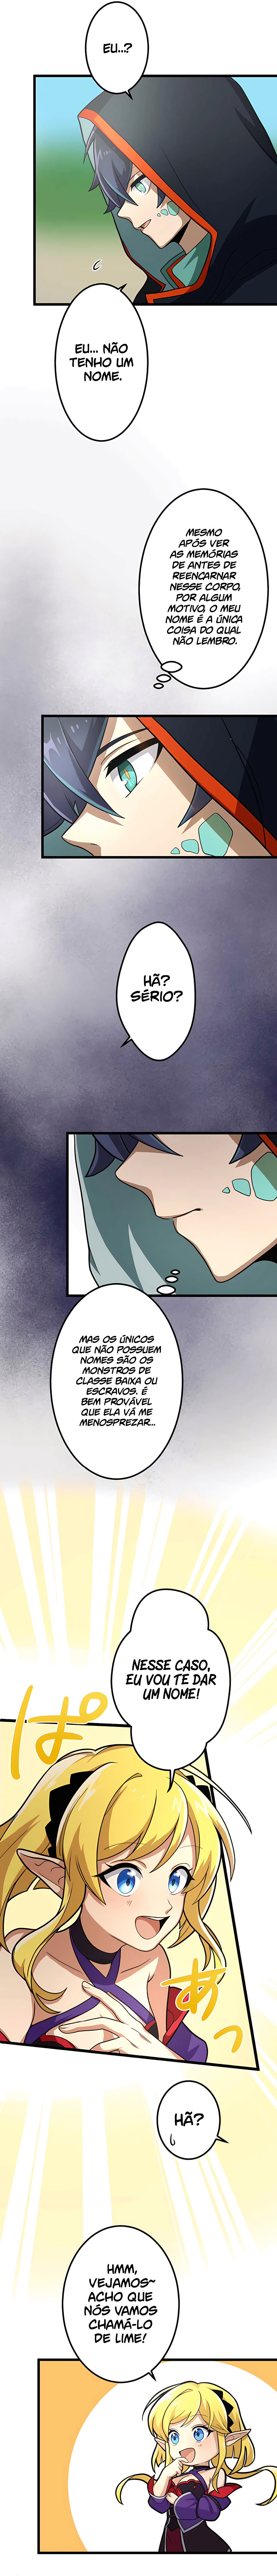 EU..?
EU... NÃO
TENHO UM
NOME.
MESMO
APÓS VER
AS MEMÓRIAS
DE ANTES DE
REENCARNAR
NESSE CORPO,
POR ALGUM
MOTIVO, O MEU
NOME É A ÚNICA
COISA DO QUAL
NÃO LEMBRO.
HÃ?
SÉRIO?
MAS OS ÚNICOS
QUE NÃO POSSUEM
NOMES SÃO OS
MONSTROS DE
CLASSE BAIXA OU
ESCRAVOS. É
BEM PROVÁVEL
QUE ELA VÁ ME
MENOSPREZAR...
NESSE CASO,
EU VOU TE DAR
UM NOME!
ぱあっ
HÃ?
HMM,
VEJAMOS~
ACHO QUE
NÓS VAMOS
CHAMÁ-LO
DE LIME!